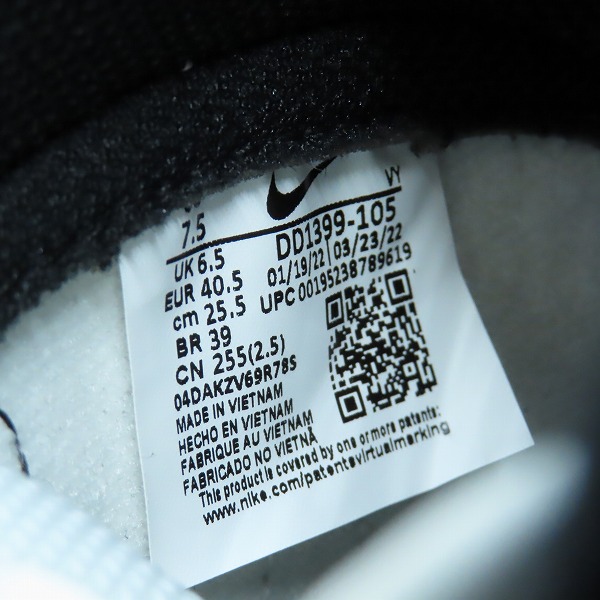 7.5
VY
UK 6.5
DD1399-105
EUR 40.5
01/19/22 | 03/23/22
cm 25.5
UPC 00195238789619
BR 39
CN 255(2.5)
04DAKZV69R78S
MADE IN VIETNAM
HECHO EN VIETNAM
FABRIQUE AU VIETNAM
FABRICADO NO VIETNÃ
This product is covered by one or more patents:
www.nike.com/patentsvirtualmarking